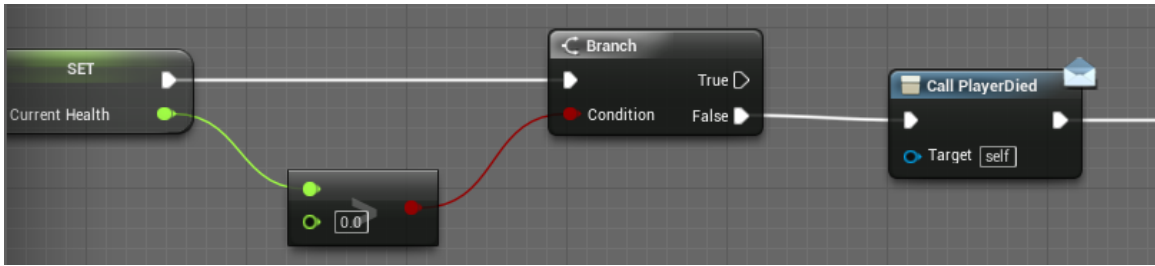 SET
Current Health
Branch
True
Condition
False
0.0
>
Call PlayerDied
Target self